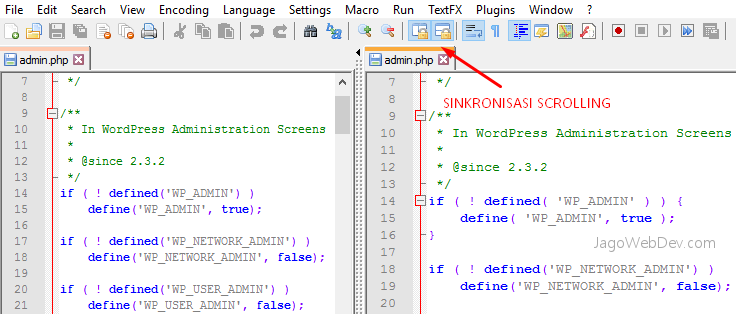 File Edit Search View Encoding Language Settings Macro Run TextFX Plugins Window ?
admin.php
7 */
8
9 /**
10 * In WordPress Administration Screens
11 *
12 * @since 2.3.2
13 */
14 if ( ! defined('WP_ADMIN') )
15 define('WP_ADMIN', true);
16
17 if ( ! defined('WP_NETWORK_ADMIN') )
18 define('WP_NETWORK_ADMIN', false);
19
20 if ( ! defined('WP_USER_ADMIN') )
21 define('WP_USER_ADMIN', false);
admin.php
SINKRONISASI SCROLLING
7 */
8
9 /**
10 * In WordPress Administration Screens
11 *
12 * @since 2.3.2
13 */
14 if ( ! defined( 'WP_ADMIN' ) ) {
15 define( 'WP_ADMIN', true );
16 }
17
JagoWebDev.com
18 if ( ! defined('WP_NETWORK_ADMIN') )
19 define('WP_NETWORK_ADMIN', false);
20